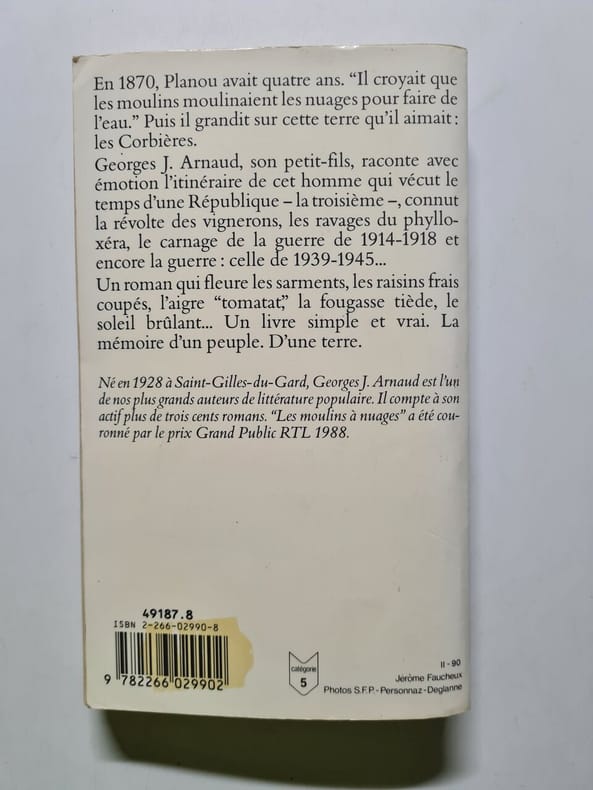 En 1870, Planou avait quatre ans. “Il croyait que
les moulins moulinaient les nuages pour faire de
l’eau.” Puis il grandit sur cette terre qu’il aimait :
les Corbières.
Georges J. Arnaud, son petit-fils, raconte avec
émotion l’itinéraire de cet homme qui vécut le
temps d’une République – la troisième –, connut
la révolte des vignerons, les ravages du phyllo-
xéra, le carnage de la guerre de 1914-1918 et
encore la guerre : celle de 1939-1945...
Un roman qui fleure les sarments, les raisins frais
coupés, l’aigre “tomatat”, la fougasse tiède, le
soleil brûlant... Un livre simple et vrai. La
mémoire d’un peuple. D’une terre.
Né en 1928 à Saint-Gilles-du-Gard, Georges J. Arnaud est l’un
de nos plus grands auteurs de littérature populaire. Il compte à son
actif plus de trois cents romans. “Les moulins à nuages” a été cou-
ronné par le prix Grand Public RTL 1988.
49187.8
ISBN 2-266-02990-8
9 782266 029902
catégorie
5
II - 90
Jérôme Faucheux
Photos S.F.P. - Personnaz - Deglanne